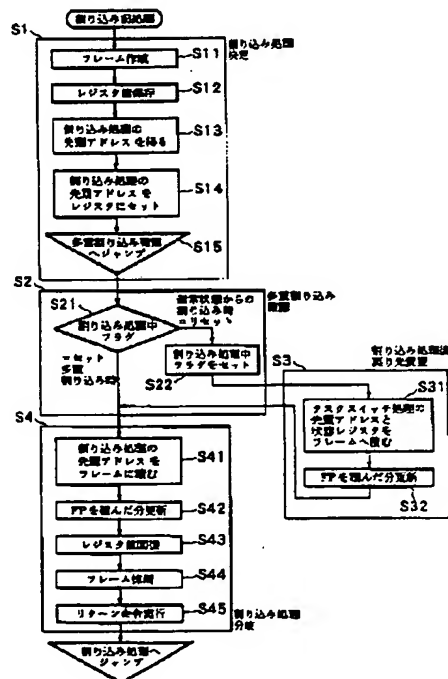 割り込み前処理
S1
割り込み処理
決定
フレーム作成
S11
レジスタ値保存
S12
割り込み処理の
先頭アドレスを得る
S13
割り込み処理の
先頭アドレスを
レジスタにセット
S14
多重割り込み確認
へジャンプ
S15
S2
多重割り込み
確認
S21
割り込み処理中
フラグ
通常状態からの
割り込み時
=リセット
=セット
多重
割り込み時
割り込み処理中
フラグをセット
S22
S3
割り込み処理後
戻り先設置
S31
タスクスイッチ処理の
先頭アドレスと
状態レジスタを
フレームへ積む
FPを積んだ分更新
S32
S4
割り込み処理の
先頭アドレスを
フレームに積む
S41
FPを積んだ分更新
S42
レジスタ値回復
S43
フレーム
S44
リターン命令実行
S45
割り込み処理
分岐
割り込み処理へ
ジャンプ